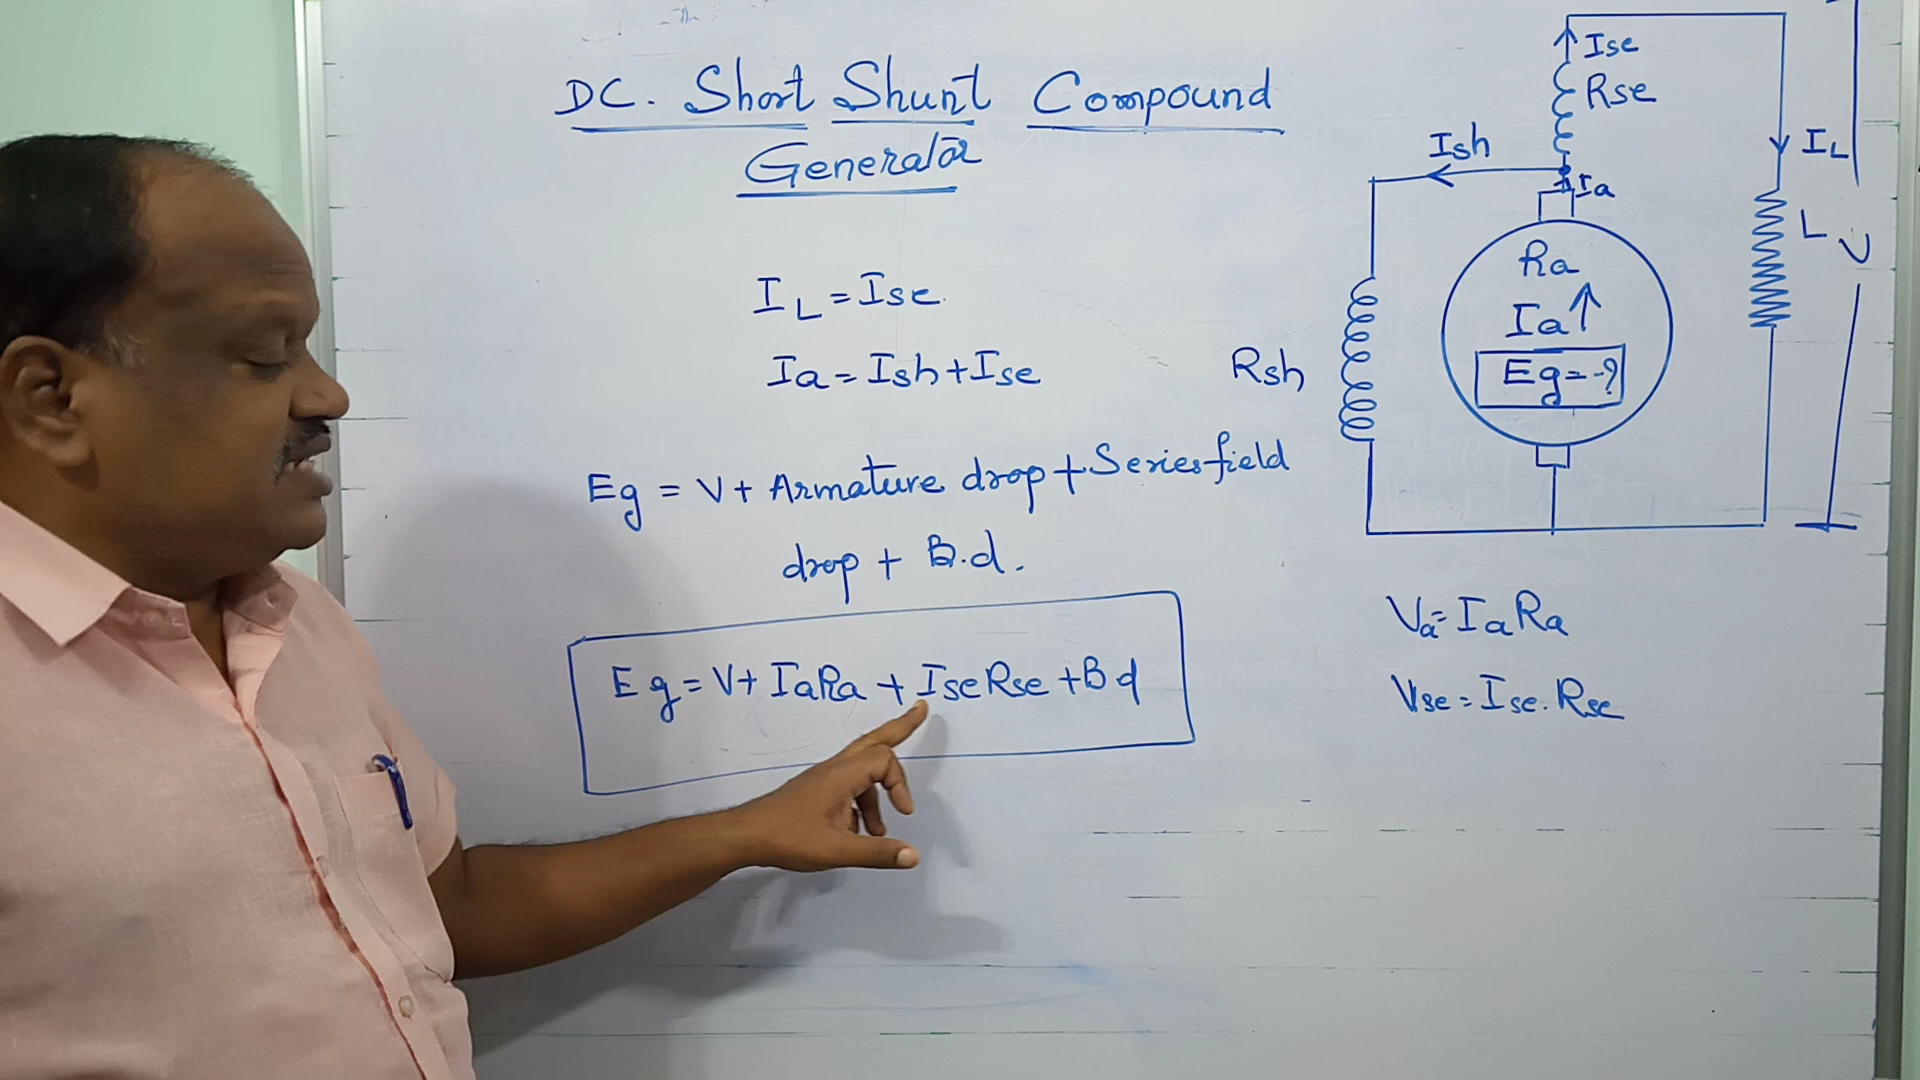 DC. Short Shunt Compound
Generator
IL = Ise
Ia = Ish + Ise
Eg = V + Armature drop + Series field
drop + B.d.
Eg = V + IaRa + IseRse + Bd
Ise
Rse
Ish
IL
Ia
Ra
L
V
Ia
Rsh
Eg = -?
Va = IaRa
Vse = Ise. Rse